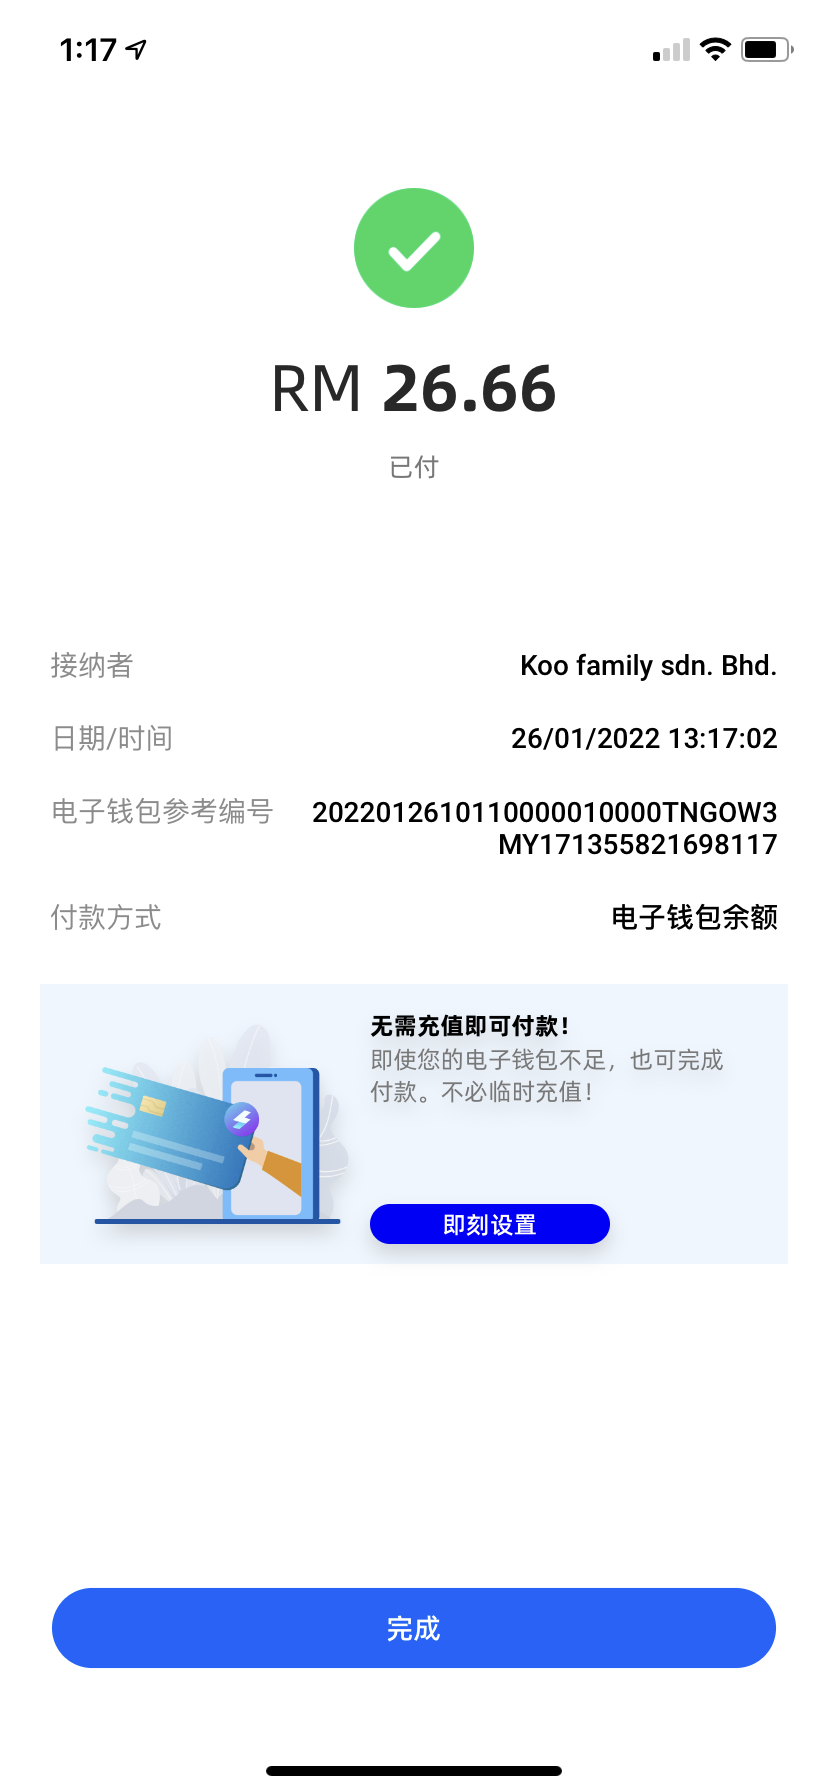 1:17
RM 26.66
已付
接纳者 Koo family sdn. Bhd.
日期/时间 26/01/2022 13:17:02
电子钱包参考编号 2022012610110000010000TNGOW3
MY171355821698117
付款方式 电子钱包余额
无需充值即可付款！
即使您的电子钱包不足，也可完成
付款。不必临时充值！
即刻设置
完成